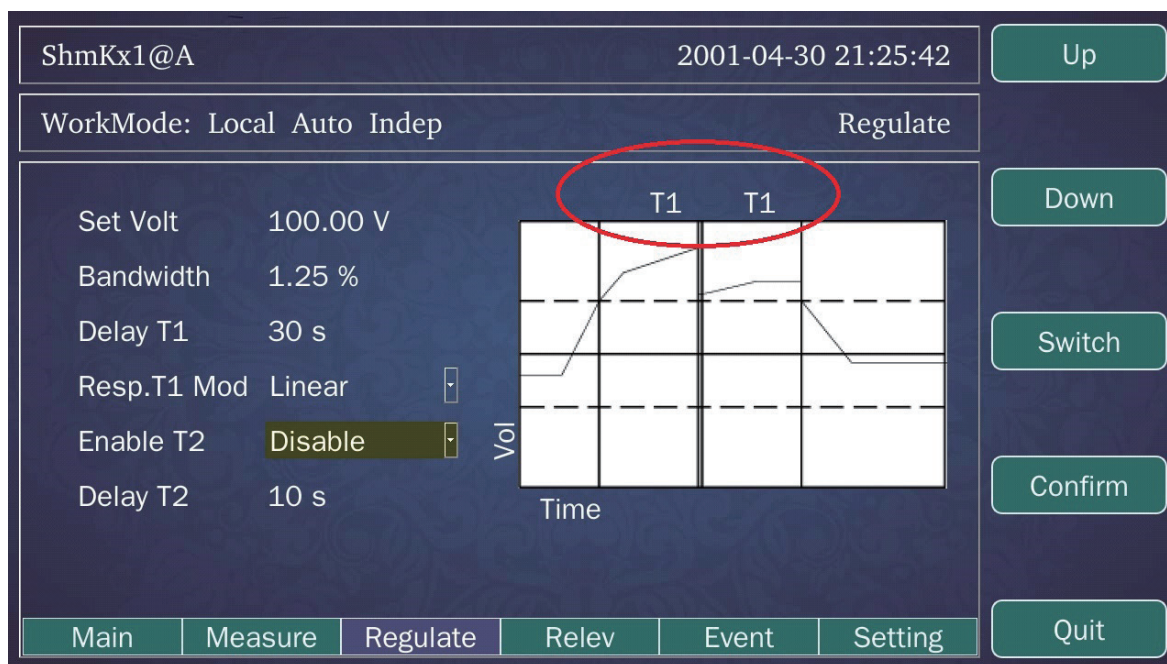 ShmKx1@A 2001-04-30 21:25:42
WorkMode: Local Auto Indep Regulate
Set Volt 100.00 V
Bandwidth 1.25 %
Delay T1 30 s
Resp.T1 Mod Linear
Enable T2 Disable
Delay T2 10 s
T1 T1
Vol
Time
Main Measure Regulate Relev Event Setting
Up
Down
Switch
Confirm
Quit